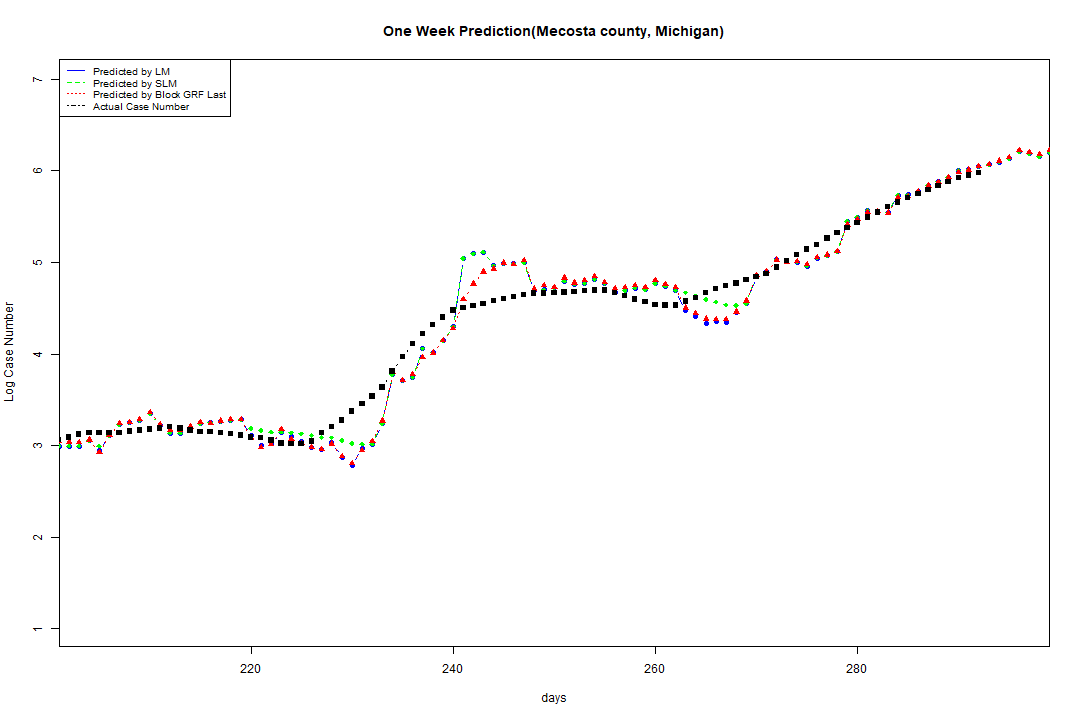 One Week Prediction(Mecosta county, Michigan)
Predicted by LM
Predicted by SLM
Predicted by Block GRF Last
Actual Case Number
7
6
5
4
3
2
1
Log Case Number
220 240 260 280
days